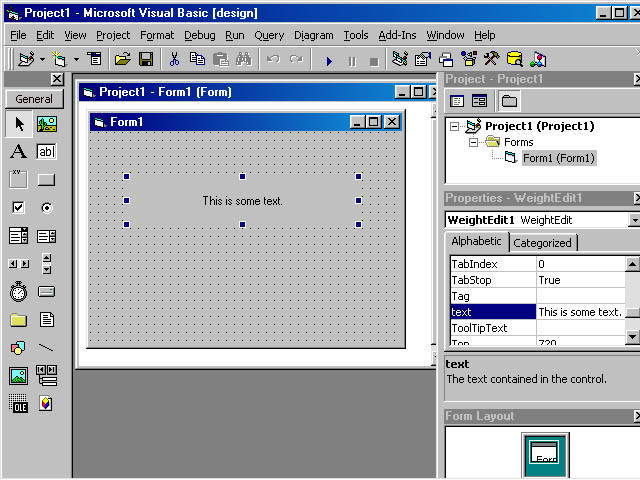 Project1 - Microsoft Visual Basic [design]
File Edit View Project Format Debug Run Query Diagram Tools Add-Ins Window Help
General
A ab|
xv
OLE
Project1 - Form1 (Form)
Form1
This is some text.
Project - Project1
Project1 (Project1)
Forms
Form1 (Form1)
Properties - WeightEdit1
WeightEdit1 WeightEdit
Alphabetic Categorized
TabIndex 0
TabStop True
Tag
text This is some text.
ToolTipText
Top 720
text
The text contained in the control.
Form Layout
Form